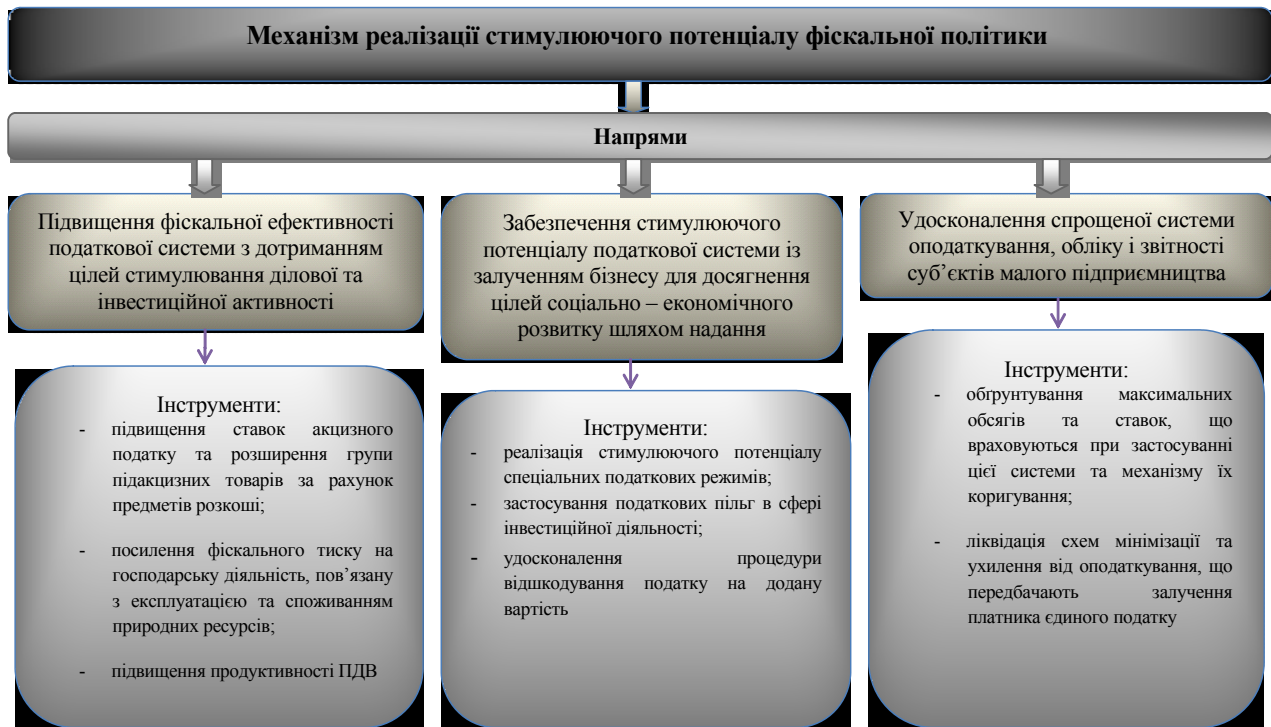 Механізм реалізації стимулюючого потенціалу фіскальної політики
Напрями
Підвищення фіскальної ефективності
податкової системи з дотриманням
цілей стимулювання ділової та
інвестиційної активності
Забезпечення стимулюючого
потенціалу податкової системи із
залученням бізнесу для досягнення
цілей соціально – економічного
розвитку шляхом надання
Удосконалення спрощеної системи
оподаткування, обліку і звітності
суб’єктів малого підприємництва
Інструменти:
- підвищення ставок акцизного
податку та розширення групи
підакцизних товарів за рахунок
предметів розкоші;
- посилення фіскального тиску на
господарську діяльність, пов’язану
з експлуатацією та споживанням
природних ресурсів;
- підвищення продуктивності ПДВ
Інструменти:
- реалізація стимулюючого потенціалу
спеціальних податкових режимів;
- застосування податкових пільг в сфері
інвестиційної діяльності;
- удосконалення процедури
відшкодування податку на додану
вартість
Інструменти:
- обґрунтування максимальних
обсягів та ставок, що
враховуються при застосуванні
цієї системи та механізму їх
коригування;
- ліквідація схем мінімізації та
ухилення від оподаткування, що
передбачають залучення
платника єдиного податку